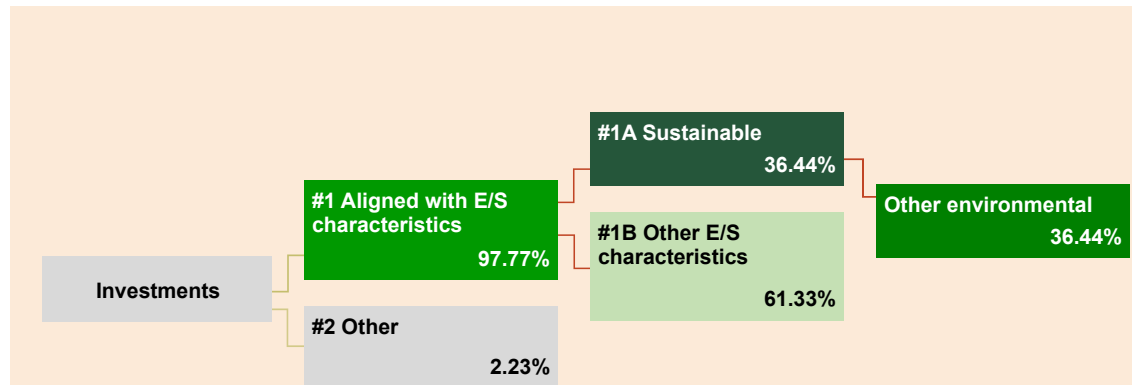 Investments
#1 Aligned with E/S
characteristics
97.77%
#2 Other
2.23%
#1A Sustainable
36.44%
#1B Other E/S
characteristics
61.33%
Other environmental
36.44%